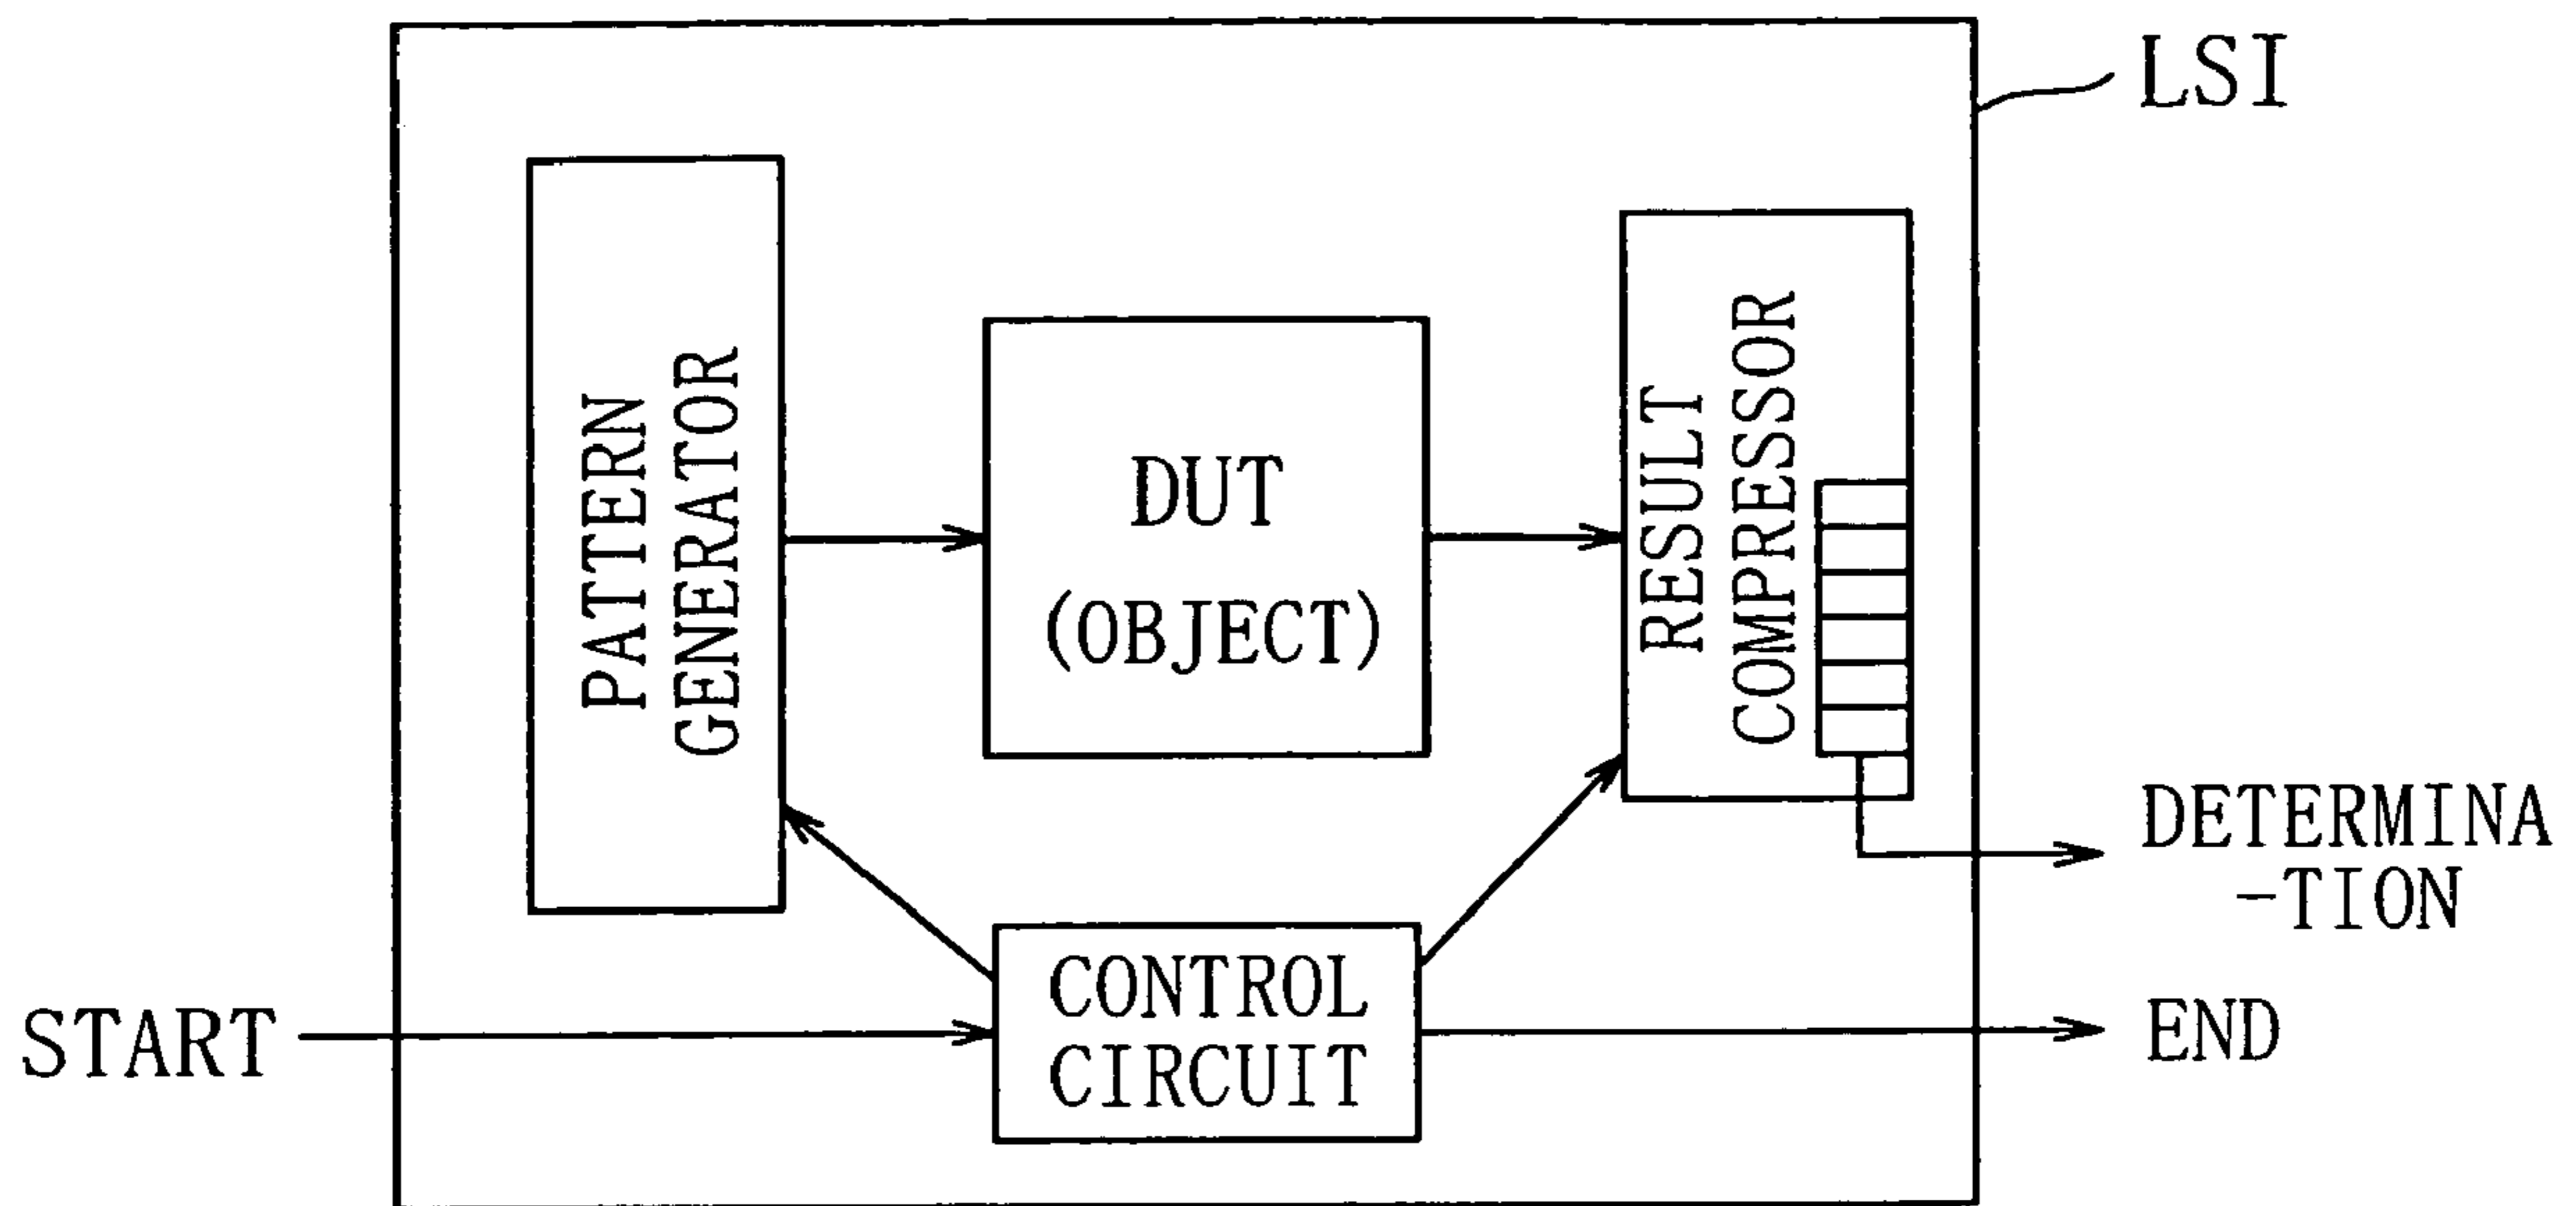 LSI
PATTERN
GENERATOR
DUT
(OBJECT)
RESULT
COMPRESSOR
DETERMINA
-TION
START
CONTROL
CIRCUIT
END